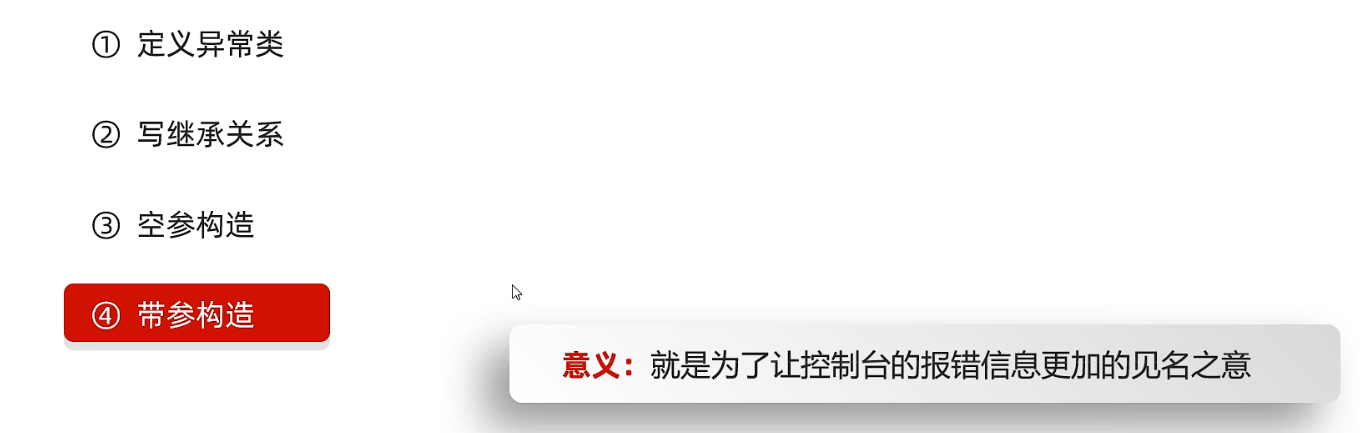 ① 定义异常类
② 写继承关系
③ 空参构造
④ 带参构造
意义：就是为了让控制台的报错信息更加的见名之意